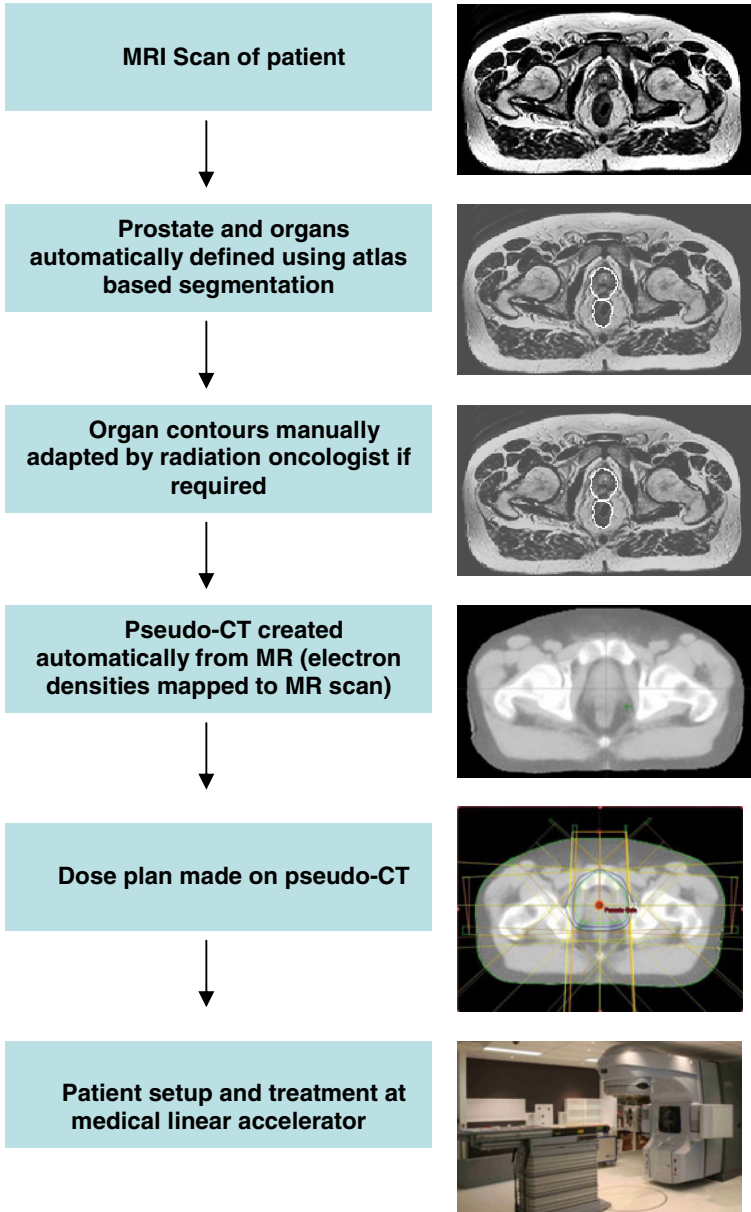 MRI Scan of patient
Prostate and organs
automatically defined using atlas
based segmentation
Organ contours manually
adapted by radiation oncologist if
required
Pseudo-CT created
automatically from MR (electron
densities mapped to MR scan)
Dose plan made on pseudo-CT
Patient setup and treatment at
medical linear accelerator